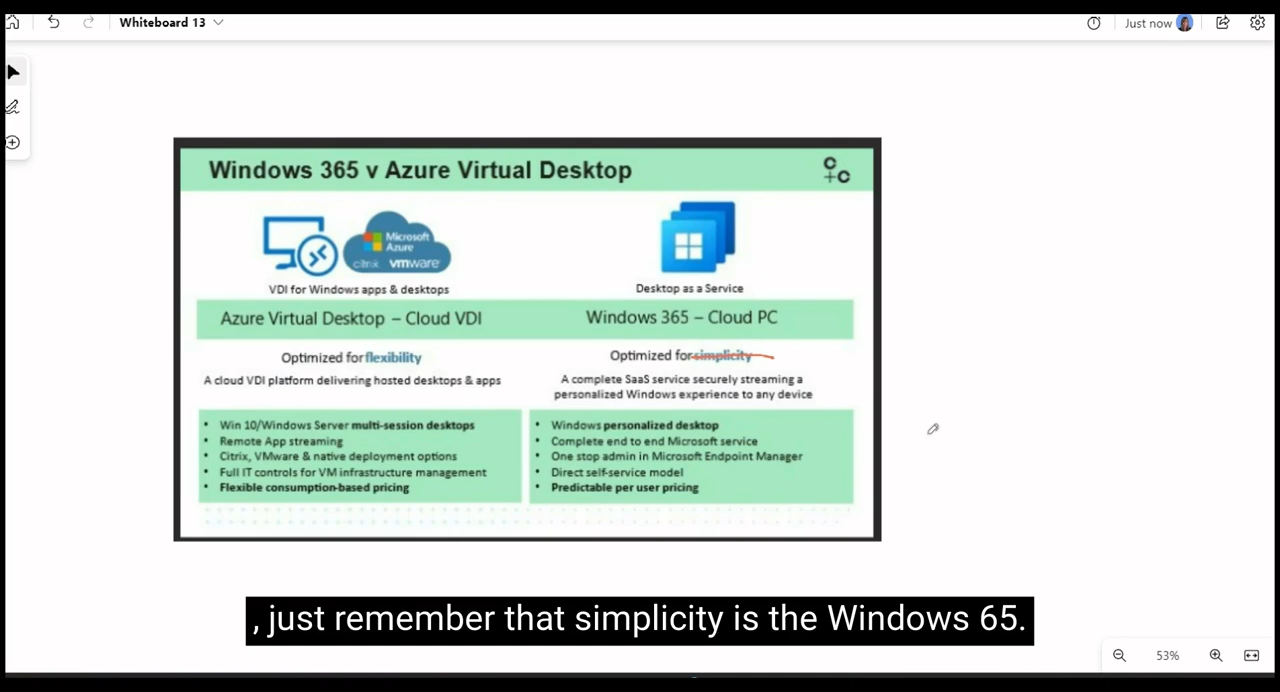 Whiteboard 13
Just now
Windows 365 v Azure Virtual Desktop
C
+C
Microsoft
Azure
citrix vmware
VDI for Windows apps & desktops
Desktop as a Service
Azure Virtual Desktop – Cloud VDI
Windows 365 – Cloud PC
Optimized for flexibility
Optimized for simplicity
A cloud VDI platform delivering hosted desktops & apps
A complete SaaS service securely streaming a
personalized Windows experience to any device
• Win 10/Windows Server multi-session desktops
• Remote App streaming
• Citrix, VMware & native deployment options
• Full IT controls for VM infrastructure management
• Flexible consumption-based pricing
• Windows personalized desktop
• Complete end to end Microsoft service
• One stop admin in Microsoft Endpoint Manager
• Direct self-service model
• Predictable per user pricing
, just remember that simplicity is the Windows 65.
53%